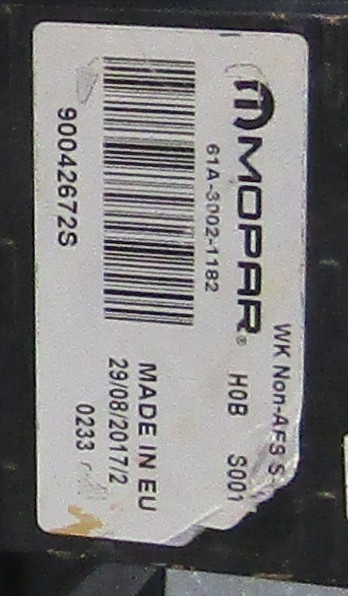 WK Non-AFS S-
MOPAR® H0B S001
61A-3002-1182
MADE IN EU
29/08/2017/2
90042672S 0233